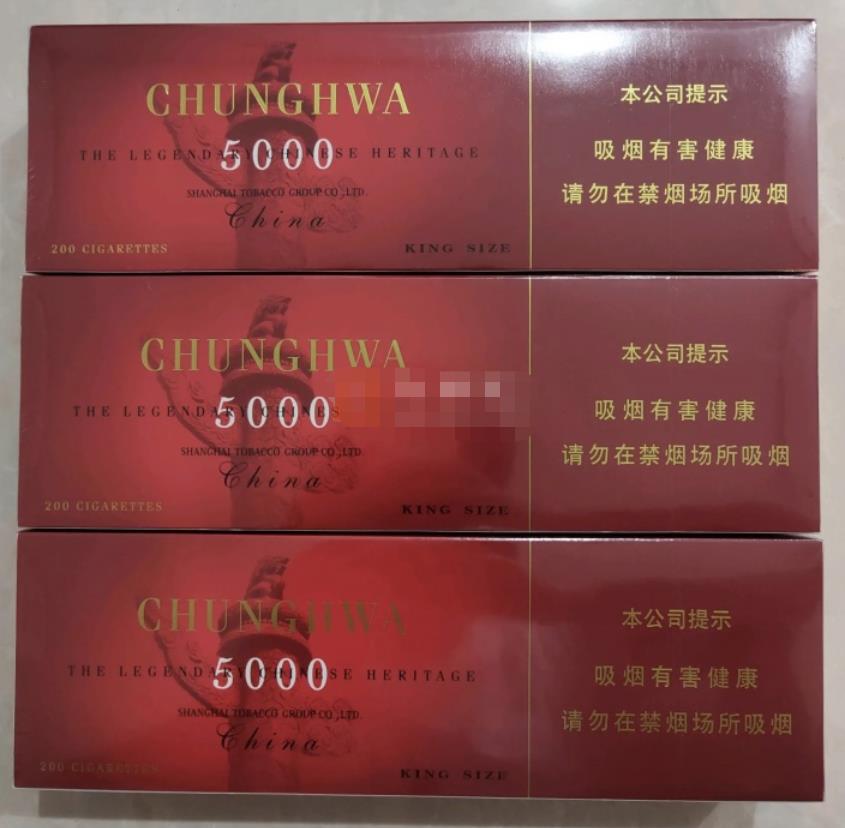 CHUNGHWA
THE LEGENDARY CHINESE HERITAGE
5000
SHANGHAI TOBACCO GROUP CO.,LTD.
China
200 CIGARETTES
KING SIZE
本公司提示
吸烟有害健康
请勿在禁烟场所吸烟
CHUNGHWA
THE LEGENDARY CHINES
5000
SHANGHAI TOBACCO GROUP CO.,LTD.
China
200 CIGARETTES
KING SIZE
本公司提示
吸烟有害健康
请勿在禁烟场所吸烟
CHUNGHWA
THE LEGENDARY CHINESE HERITAGE
5000
SHANGHAI TOBACCO GROUP CO.,LTD.
China
200 CIGARETTES
KING SIZE
本公司提示
吸烟有害健康
请勿在禁烟场所吸烟